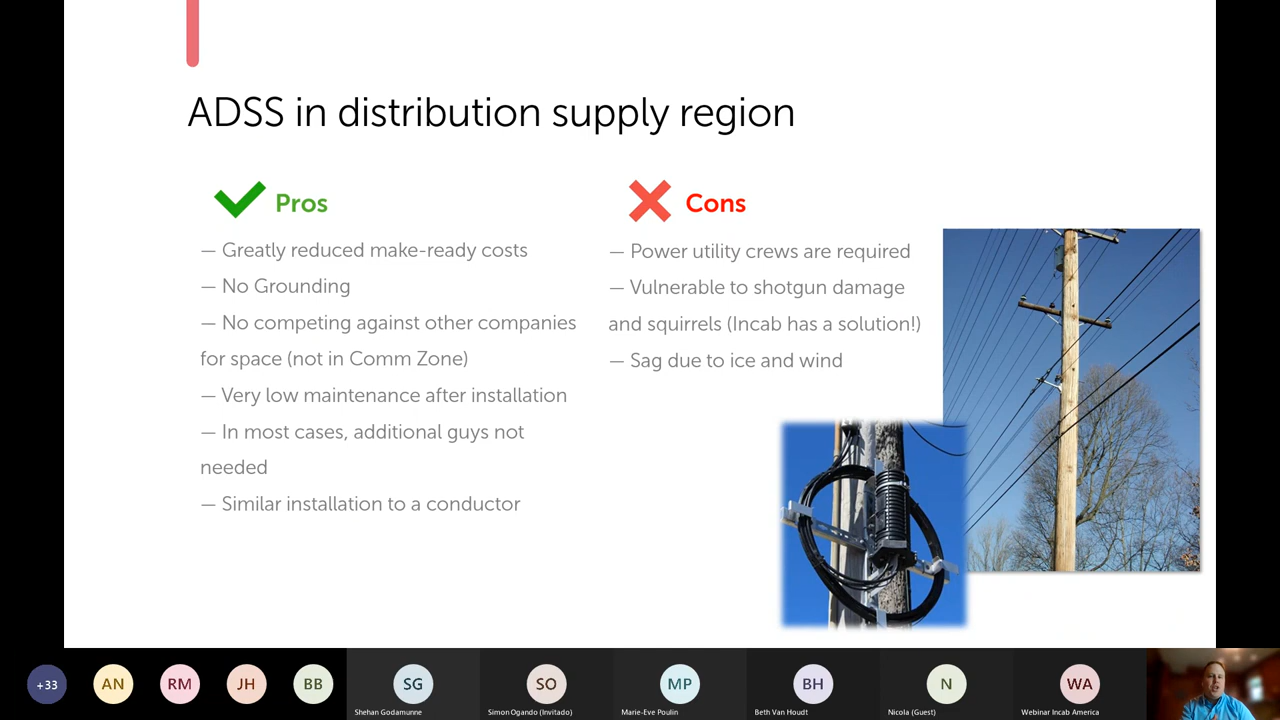 ADSS in distribution supply region
Pros
— Greatly reduced make-ready costs
— No Grounding
— No competing against other companies
for space (not in Comm Zone)
— Very low maintenance after installation
— In most cases, additional guys not
needed
— Similar installation to a conductor
Cons
— Power utility crews are required
— Vulnerable to shotgun damage
and squirrels (Incab has a solution!)
— Sag due to ice and wind
+33
AN
RM
JH
BB
SG
Shehan Godamunne
SO
Simon Ogando (Invitado)
MP
Marie-Eve Poulin
BH
Beth Van Houdt
N
Nicola (Guest)
WA
Webinar Incab America